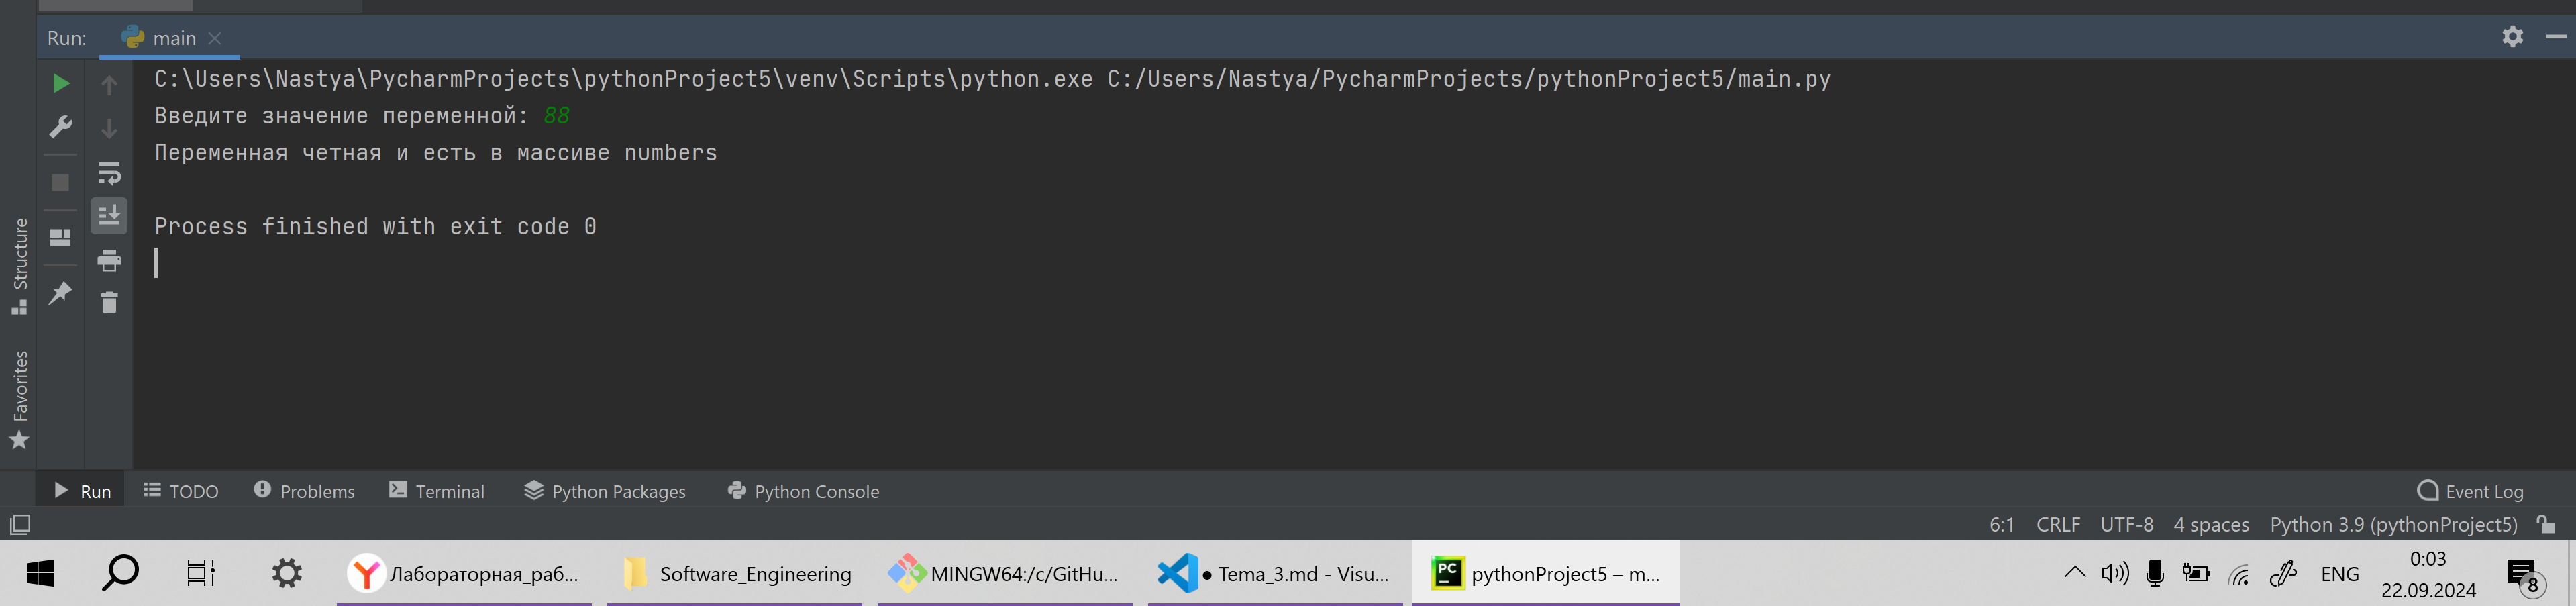 Run: main
C:\Users\Nastya\PycharmProjects\pythonProject5\venv\Scripts\python.exe C:/Users/Nastya/PycharmProjects/pythonProject5/main.py
Введите значение переменной: 88
Переменная четная и есть в массиве numbers
Process finished with exit code 0
Structure
Favorites
Run TODO Problems Terminal Python Packages Python Console Event Log
6:1 CRLF UTF-8 4 spaces Python 3.9 (pythonProject5)
Лабораторная_раб... Software_Engineering MINGW64:/c/GitHu... ● Tema_3.md - Visu... PC pythonProject5 – m... ENG 0:03
22.09.2024 8